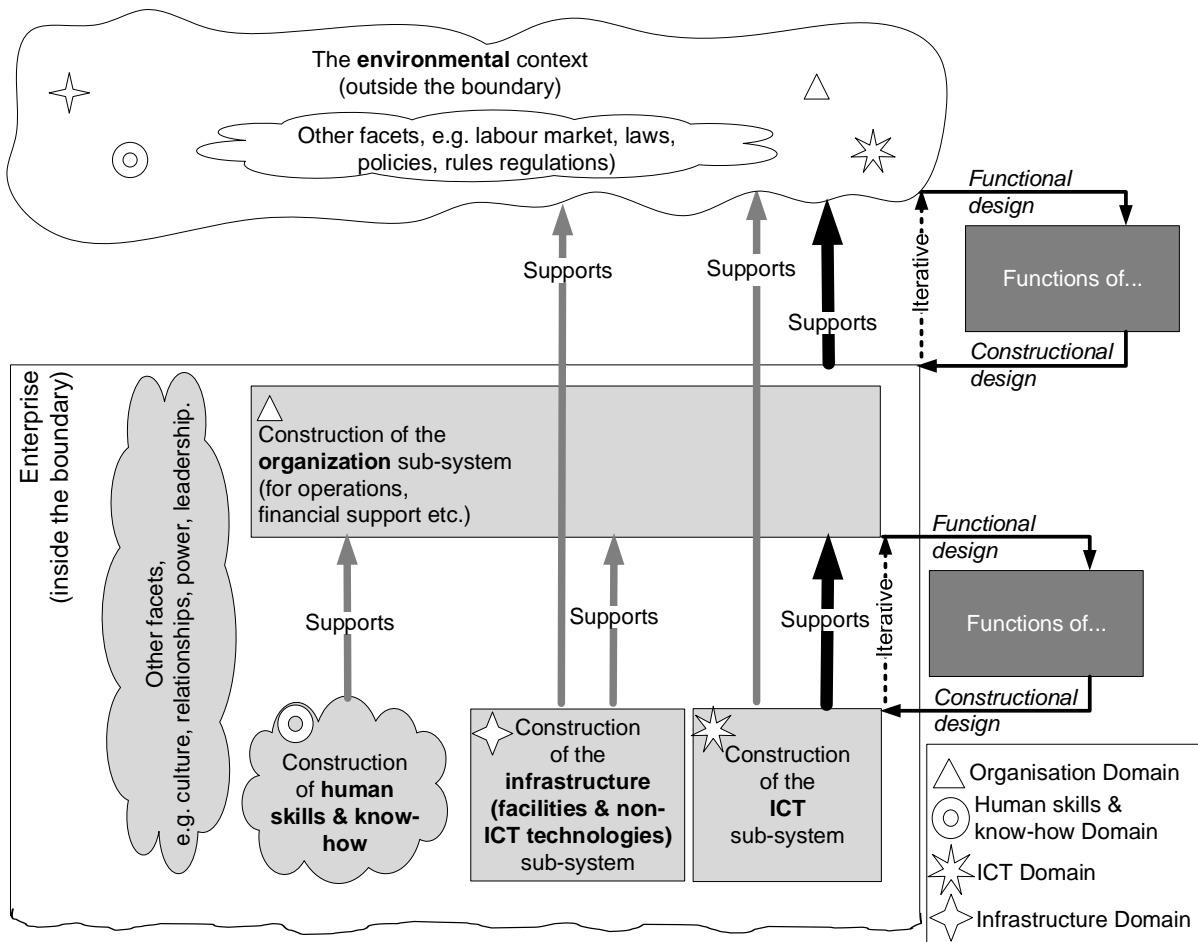 The environmental context
(outside the boundary)
Other facets, e.g. labour market, laws,
policies, rules regulations)
Functional
design
Supports
Supports
Supports
Iterative
Functions of...
Constructional
design
Enterprise
(inside the boundary)
Other facets,
e.g. culture, relationships, power, leadership.
Construction of the
organization sub-system
(for operations,
financial support etc.)
Functional
design
Supports
Supports
Supports
Iterative
Functions of...
Constructional
design
Construction
of human
skills & know-
how
Construction
of the
infrastructure
(facilities & non-
ICT technologies)
sub-system
Construction
of the
ICT
sub-system
Organisation Domain
Human skills &
know-how Domain
ICT Domain
Infrastructure Domain